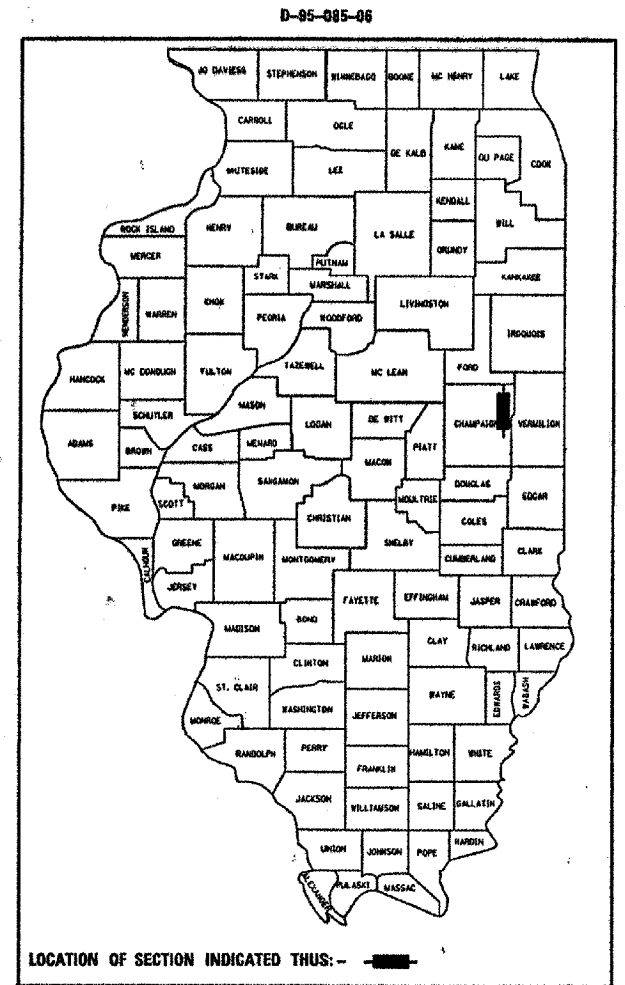 D-95-085-06
JO DAVIESS STEPHENSON WINNEBAGO BOONE MC HENRY LAKE
CARROLL OGLE
DE KALB KANE DU PAGE COOK
WHITESIDE LEE
KENDALL
ROCK ISLAND HENRY BUREAU LA SALLE GRUNDY WILL
MERCER PUTNAM
STARK MARSHALL KANKAKEE
HENDERSON WARREN KNOX PEORIA WOODFORD LIVINGSTON IROQUOIS
HANCOCK MC DONOUGH FULTON TAZEWELL MC LEAN FORD
MASON
SCHUYLER LOGAN DE WITT CHAMPAIGN VERMILION
ADAMS BROWN CASS MENARD MACON PIATT
PIKE SCOTT MORGAN SANGAMON MOULTRIE DOUGLAS EDGAR
CHRISTIAN COLES
GREENE MACOUPIN MONTGOMERY SHELBY CUMBERLAND CLARK
CALHOUN
JERSEY FAYETTE EFFINGHAM JASPER CRAWFORD
MADISON BOND
CLAY RICHLAND LAWRENCE
CLINTON MARION
ST. CLAIR WAYNE EDWARDS WABASH
MONROE WASHINGTON JEFFERSON
RANDOLPH PERRY HAMILTON WHITE
FRANKLIN
JACKSON WILLIAMSON SALINE GALLATIN
UNION JOHNSON POPE HARDIN
ALEXANDER PULASKI MASSAC
LOCATION OF SECTION INDICATED THUS:-